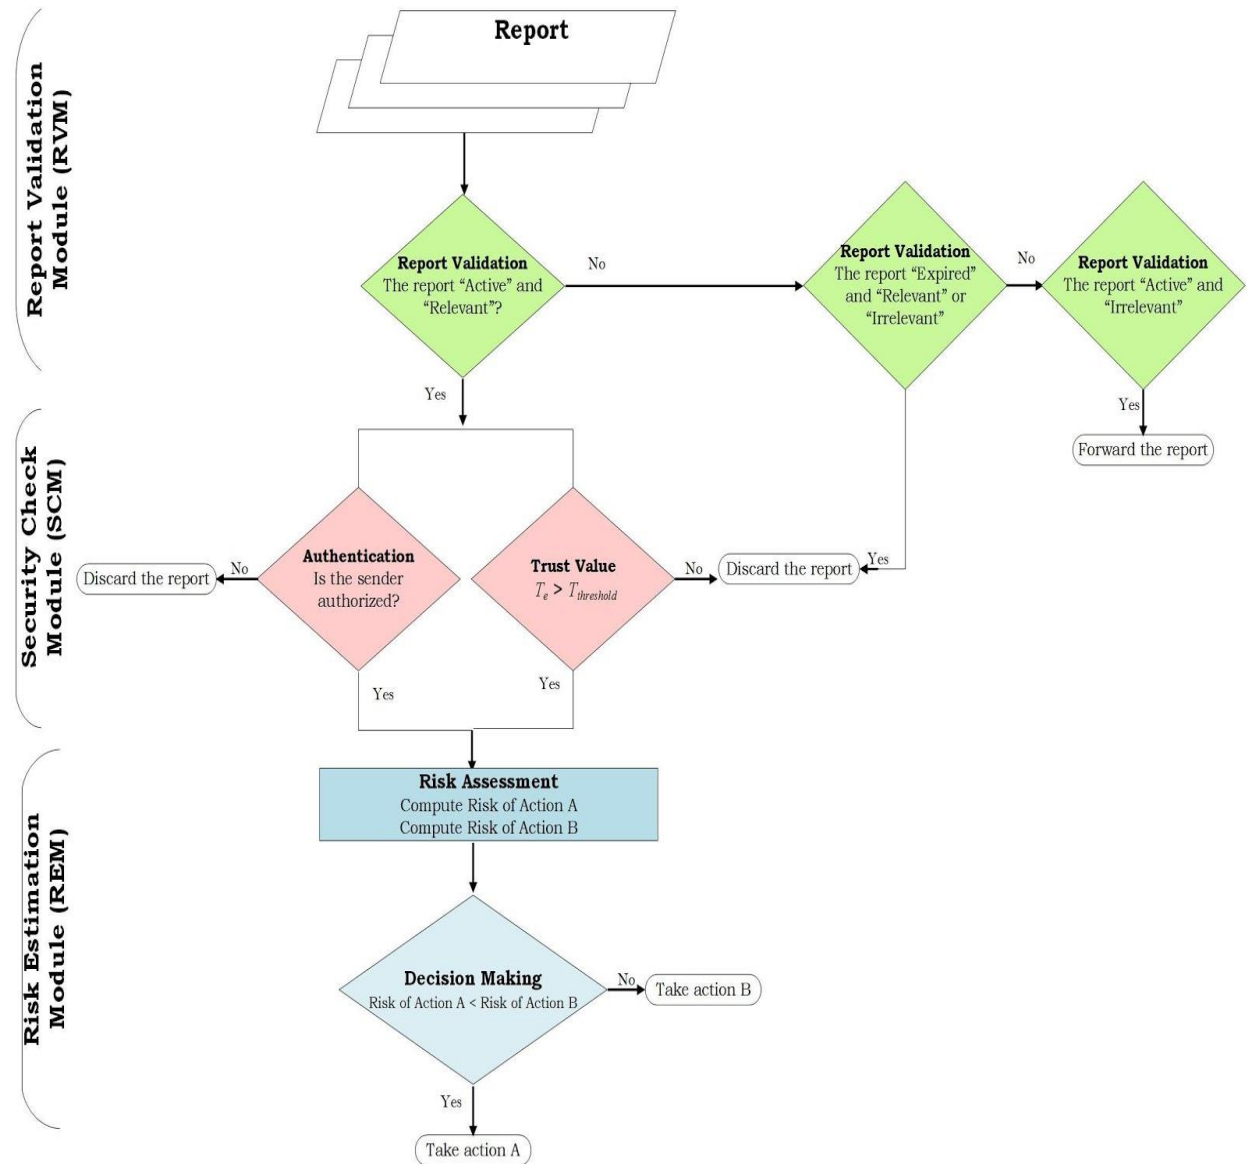 Report Validation
Module (RVM)
Report
Report Validation
The report “Active” and
“Relevant”?
No
Report Validation
The report “Expired”
and “Relevant” or
“Irrelevant”
No
Report Validation
The report “Active” and
“Irrelevant”
Yes
Yes
Forward the report
Security Check
Module (SCM)
Authentication
Is the sender
authorized?
No
Discard the report
Trust Value
Te > Tthreshold
No
Discard the report
Yes
Yes
Yes
Risk Estimation
Module (REM)
Risk Assessment
Compute Risk of Action A
Compute Risk of Action B
Decision Making
Risk of Action A < Risk of Action B
No
Take action B
Yes
Take action A